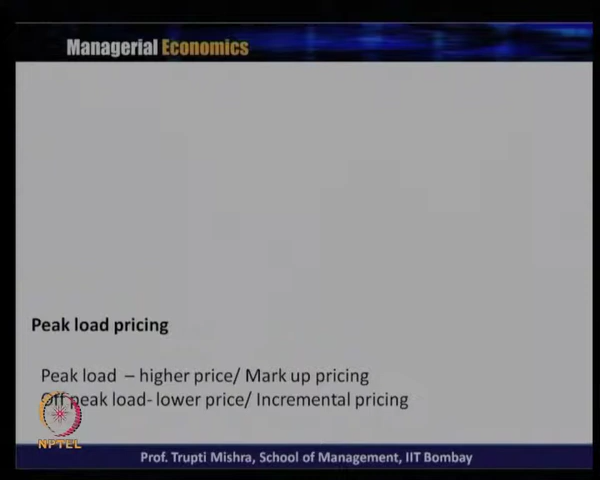 Managerial Economics
Peak load pricing
Peak load – higher price/ Mark up pricing
Off peak load- lower price/ Incremental pricing
NPTEL
Prof. Trupti Mishra, School of Management, IIT Bombay